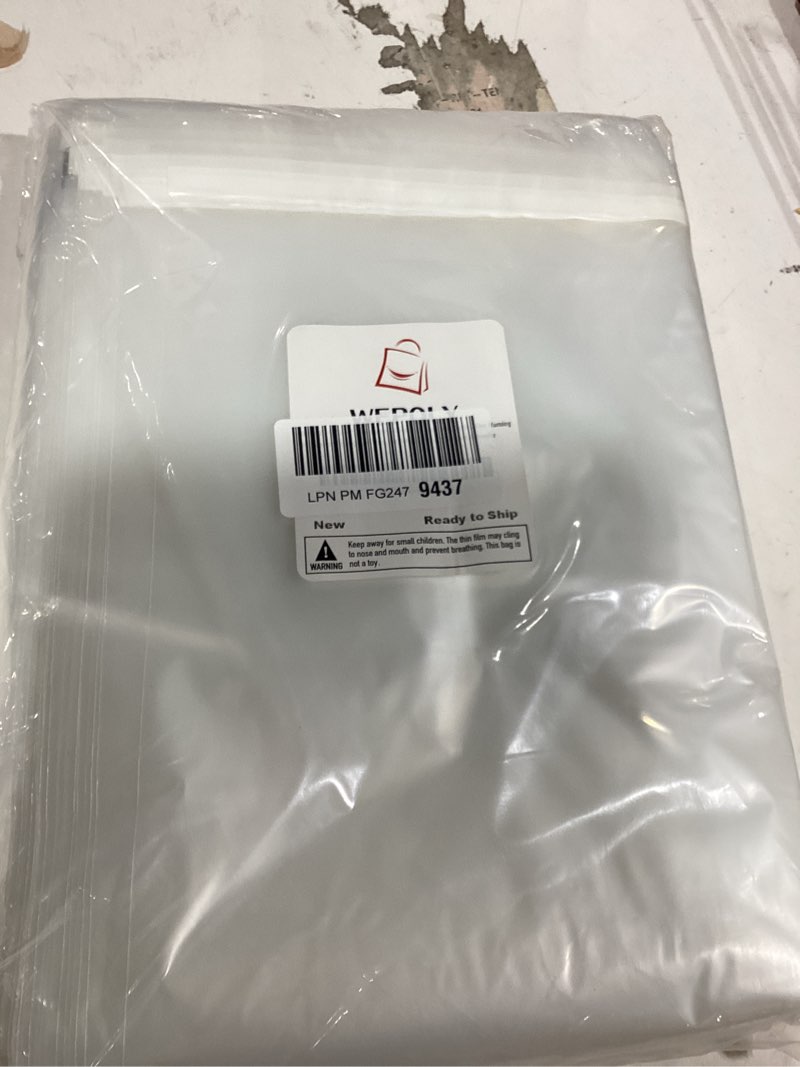 WEPOLY
LPN PM FG247 9437
New
Ready to Ship
WARNING
Keep away for small children. The thin film may cling
to nose and mouth and prevent breathing. This bag is
not a toy.